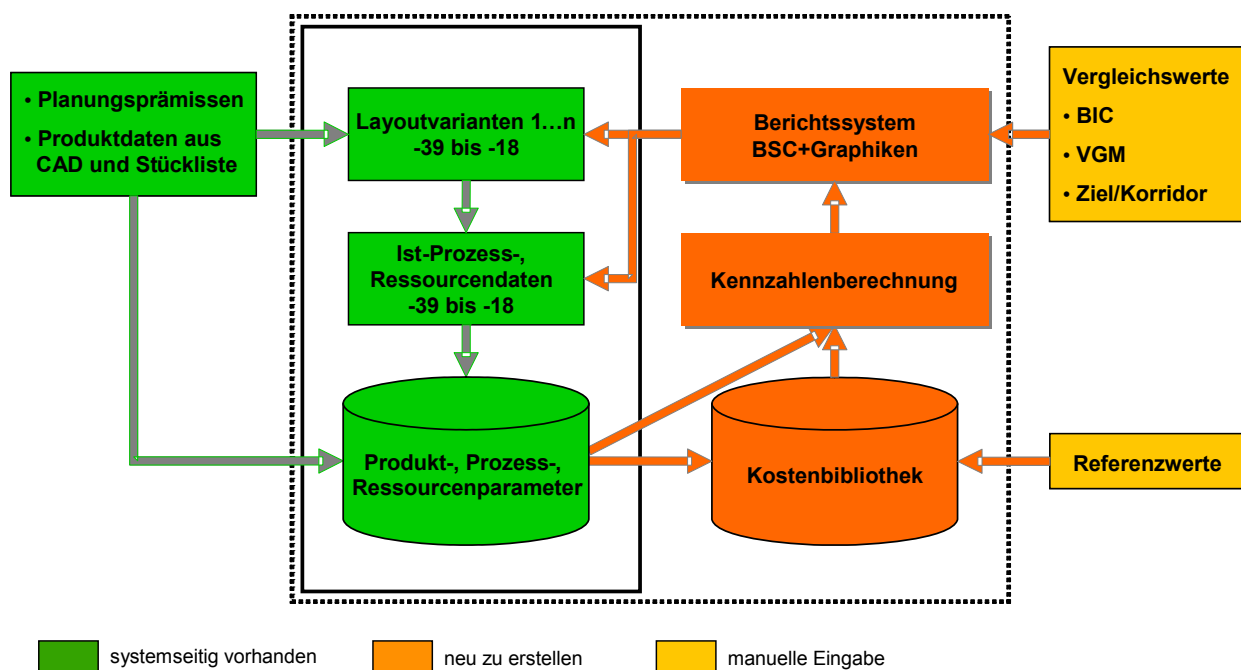 • Planungsprämissen
• Produktdaten aus
CAD und Stückliste
Layoutvarianten 1...n
-39 bis -18
Ist-Prozess-,
Ressourcendaten
-39 bis -18
Produkt-, Prozess-,
Ressourcenparameter
Berichtssystem
BSC+Graphiken
Kennzahlenberechnung
Kostenbibliothek
Vergleichswerte
• BIC
• VGM
• Ziel/Korridor
Referenzwerte
systemseitig vorhanden
neu zu erstellen
manuelle Eingabe